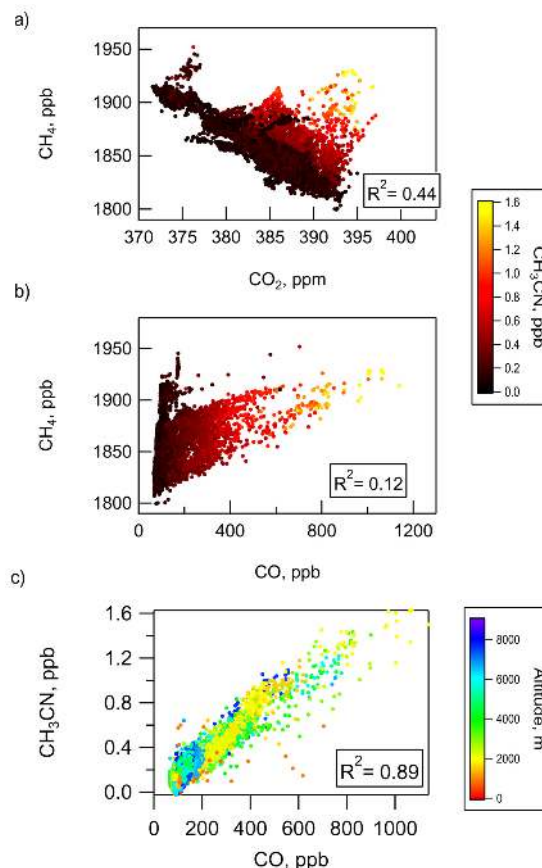 a)
1950
1900
1850
1800
CH₄, ppb
R²= 0.44
370 375 380 385 390 395 400
CO₂, ppm
1.6
1.4
1.2
1.0
0.8
0.6
0.4
0.2
0.0
CH₃CN, ppb
b)
1950
1900
1850
1800
CH₄, ppb
R²= 0.12
0 400 800 1200
CO, ppb
c)
1.6
1.2
0.8
0.4
0.0
CH₃CN, ppb
R²= 0.89
0 200 400 600 800 1000
CO, ppb
8000
6000
4000
2000
0
Altitude, m